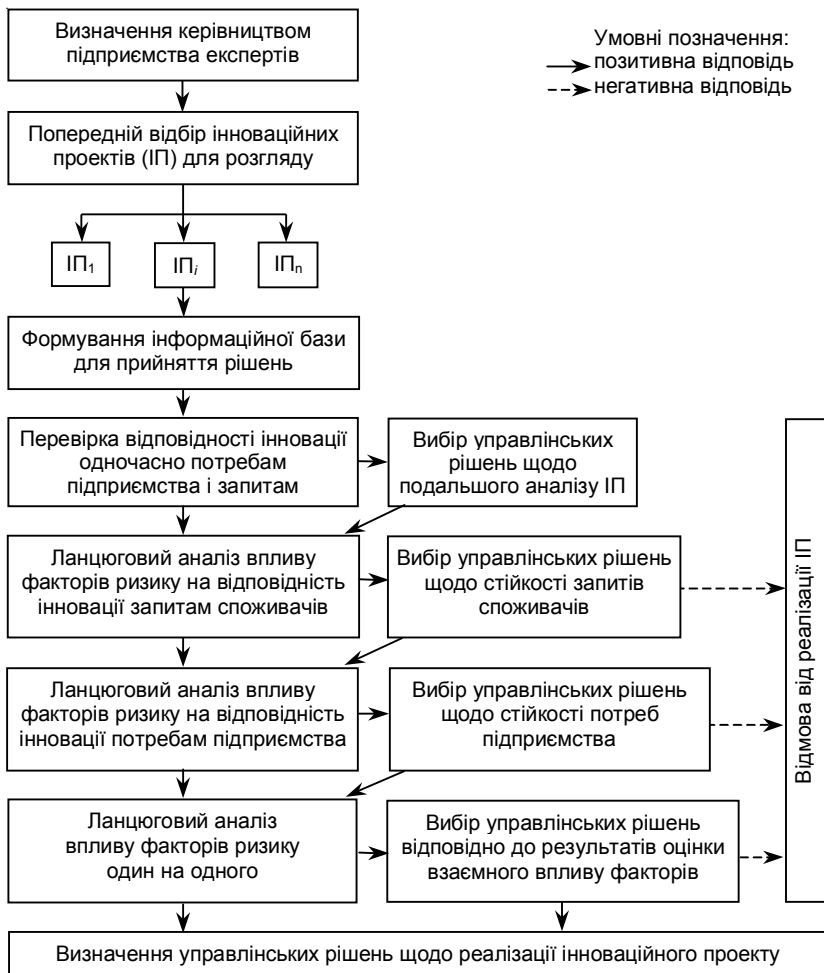 Визначення керівництвом
підприємства експертів
Умовні позначення:
позитивна відповідь
негативна відповідь
Попередній відбір інноваційних
проектів (ІП) для розгляду
ІП1
ІПi
ІПn
Формування інформаційної бази
для прийняття рішень
Перевірка відповідності інновації
одночасно потребам
підприємства і запитам
Вибір управлінських
рішень щодо
подальшого аналізу ІП
Ланцюговий аналіз впливу
факторів ризику на відповідність
інновації запитам споживачів
Вибір управлінських рішень
щодо стійкості запитів
споживачів
Ланцюговий аналіз впливу
факторів ризику на відповідність
інновації потребам підприємства
Вибір управлінських рішень
щодо стійкості потреб
підприємства
Ланцюговий аналіз
впливу факторів ризику
один на одного
Вибір управлінських рішень
відповідно до результатів оцінки
взаємного впливу факторів
Відмова від реалізації ІП
Визначення управлінських рішень щодо реалізації інноваційного проекту